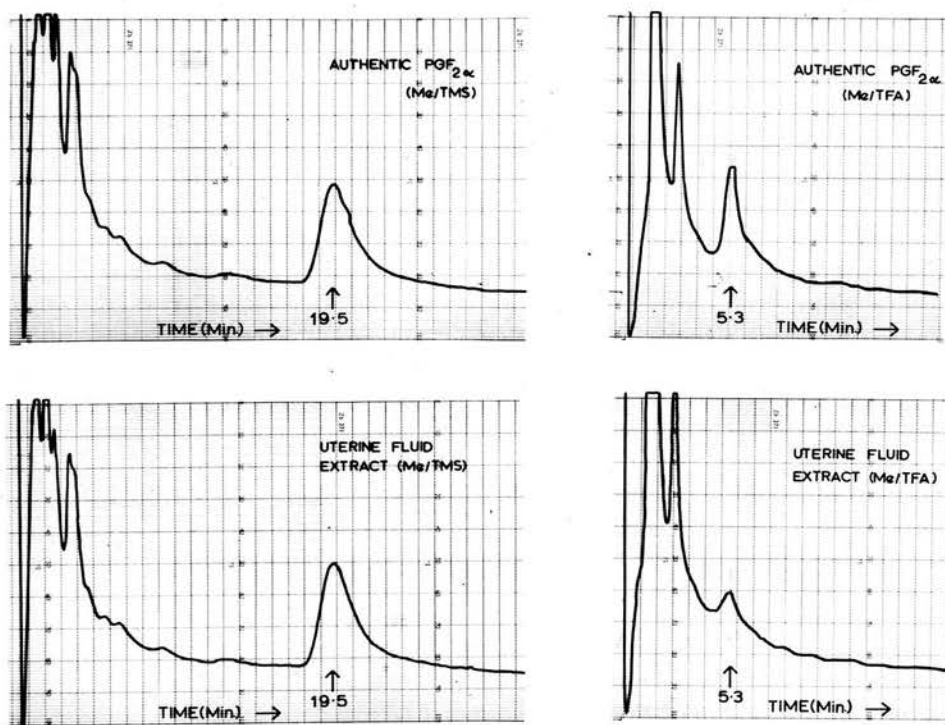 AUTHENTIC PGF2α
(Me/TMS)
19·5
TIME(Min.) →
AUTHENTIC PGF2α
(Me/TFA)
5·3
TIME(Min.) →
UTERINE FLUID
EXTRACT (Me/TMS)
19·5
TIME(Min.) →
UTERINE FLUID
EXTRACT (Me/TFA)
5·3
TIME(Min.) →